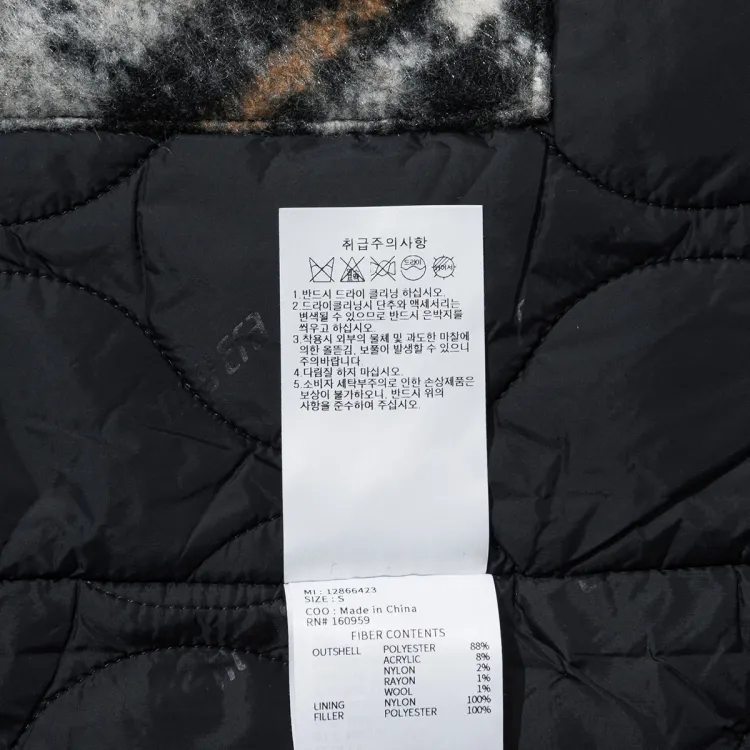 취급주의사항
드라이
1.반드시 드라이 클리닝 하십시오.
2.드라이클리닝시 단추와 액세서리는
변색될 수 있으므로 반드시 은박지를
씌우고 하십시오.
3.착용시 외부의 물체 및 과도한 마찰에
의한 올뜯김, 보풀이 발생할 수 있으니
주의바랍니다.
4.다림질 하지 마십시오.
5.소비자 세탁부주의로 인한 손상제품은
보상이 불가하오니, 반드시 위의
사항을 준수하여 주십시오.
MI : 12866423
SIZE : S
COO : Made in China
RN# 160959
FIBER CONTENTS
OUTSHELL POLYESTER 88%
ACRYLIC 8%
NYLON 2%
RAYON 1%
WOOL 1%
LINING NYLON 100%
FILLER POLYESTER 100%